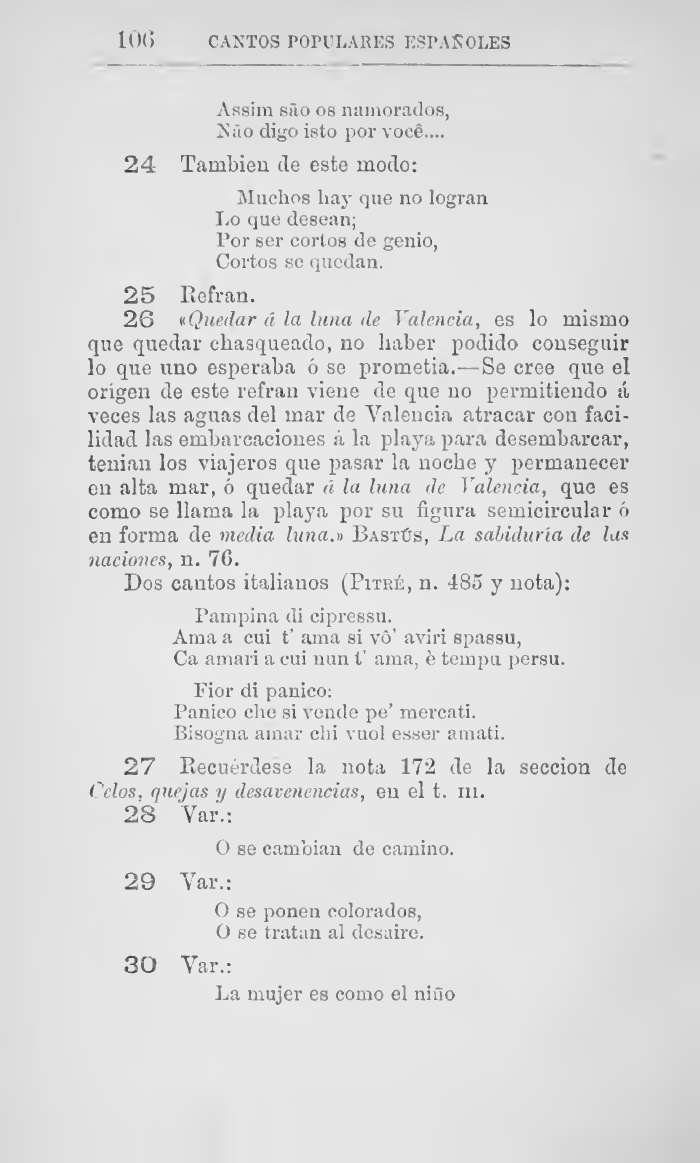 106 CANTOS POPULARES ESPAÑOLES
Assim são os namorados,
Não digo isto por você....
24 Tambien de este modo:
Muchos hay que no logran
Lo que desean;
Por ser cortos de genio,
Cortos se quedan.
25 Refran.
26 «Quedar á la luna de Valencia, es lo mismo
que quedar chasqueado, no haber podido conseguir
lo que uno esperaba ó se prometia.—Se cree que el
orígen de este refran viene de que no permitiendo á
veces las aguas del mar de Valencia atracar con faci-
lidad las embarcaciones á la playa para desembarcar,
tenian los viajeros que pasar la noche y permanecer
en alta mar, ó quedar á la luna de Valencia, que es
como se llama la playa por su figura semicircular ó
en forma de media luna.» BASTÚS, La sabiduría de las
naciones, n. 76.
Dos cantos italianos (PITRÉ, n. 485 y nota):
Pampina di cipressu.
Ama a cui t' ama si vô' aviri spassu,
Ca amari a cui nun t' ama, è tempu persu.
Fior di panico:
Panico che si vende pe' mercati.
Bisogna amar chi vuol esser amati.
27 Recuérdese la nota 172 de la seccion de
Celos, quejas y desavenencias, en el t. III.
28 Var.:
O se cambian de camino.
29 Var.:
O se ponen colorados,
O se tratan al desaire.
30 Var.:
La mujer es como el niño